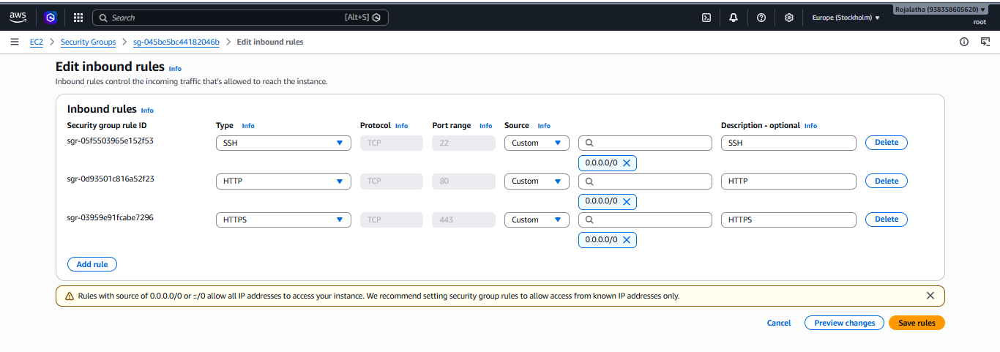 aws
Search [Alt+S]
Europe (Stockholm)
Rojalatha (938358605620)
root
EC2 > Security Groups > sg-045be5bc44182046b > Edit inbound rules
Edit inbound rules Info
Inbound rules control the incoming traffic that's allowed to reach the instance.
Inbound rules Info
Security group rule ID Type Info Protocol Info Port range Info Source Info Description - optional Info
sgr-05f5503965e152f53 SSH TCP 22 Custom SSH Delete
0.0.0.0/0
sgr-0d93501c816a52f23 HTTP TCP 80 Custom HTTP Delete
0.0.0.0/0
sgr-03959e91fcabe7296 HTTPS TCP 443 Custom HTTPS Delete
0.0.0.0/0
Add rule
Rules with source of 0.0.0.0/0 or ::/0 allow all IP addresses to access your instance. We recommend setting security group rules to allow access from known IP addresses only.
Cancel Preview changes Save rules